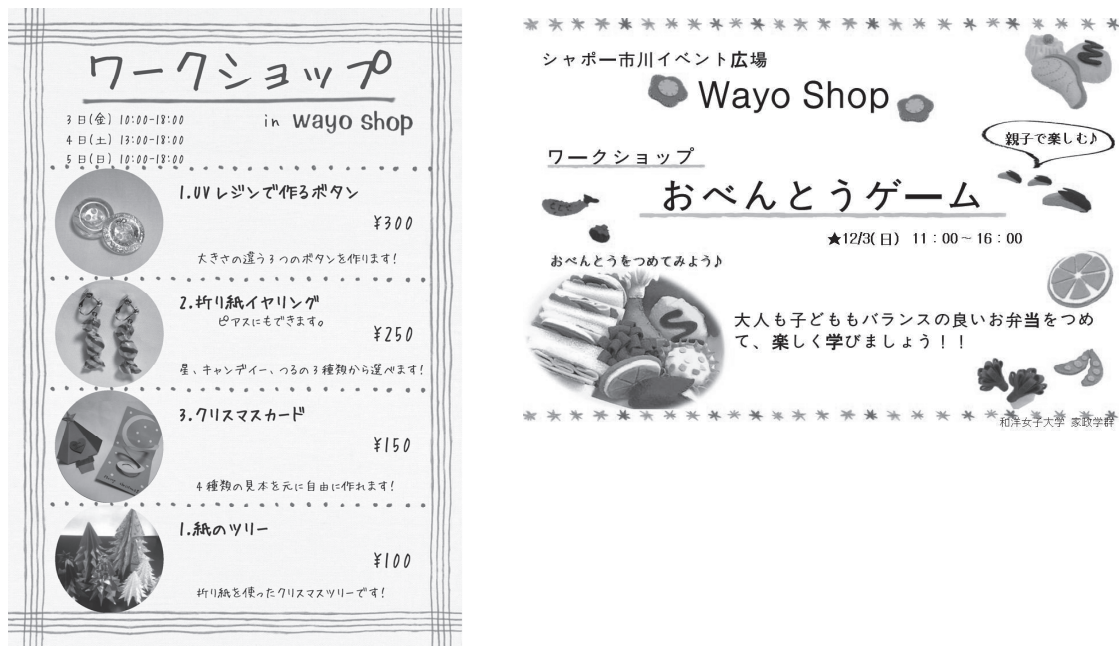 ワークショップ
3日(金) 10:00-18:00
in wayo shop
4日(土) 13:00-18:00
5日(日) 10:00-18:00
1.UVレジンで作るボタン
¥300
大きさの違う3つのボタンを作ります!
2.折り紙イヤリング
ピアスにもできます。
¥250
星、キャンデイー、つるの3種類から選べます!
3.クリスマスカード
¥150
4種類の見本を元に自由に作れます!
1.紙のツリー
¥100
折り紙を使ったクリスマスツリーです!
シャポー市川イベント広場
Wayo Shop
親子で楽しむ♪
ワークショップ
おべんとうゲーム
★12/3(日) 11:00~16:00
おべんとうをつめてみよう♪
大人も子どももバランスの良いお弁当をつめ
て、楽しく学びましょう!!
和洋女子大学 家政学群